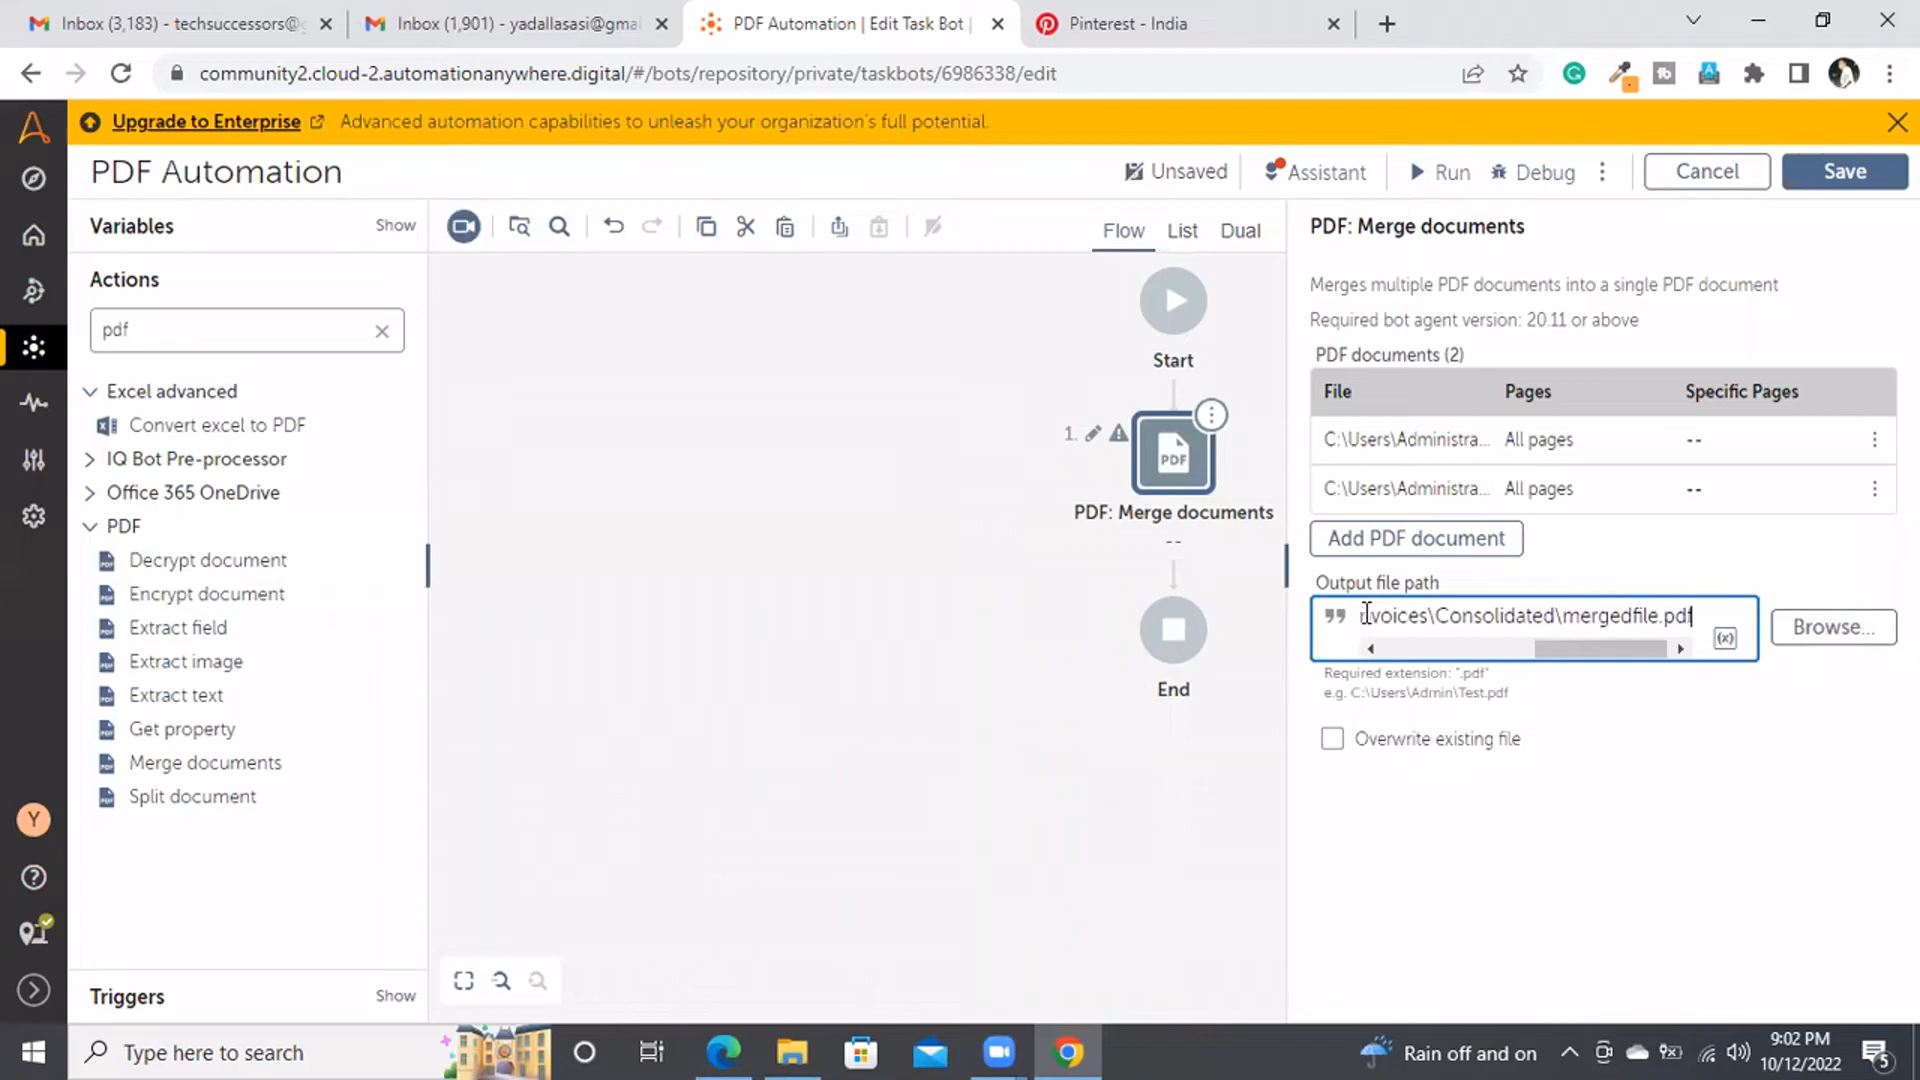 Inbox (3,183) - techsuccessors@
Inbox (1,901) - yadallasasi@gmai
PDF Automation | Edit Task Bot |
Pinterest - India
community2.cloud-2.automationanywhere.digital/#/bots/repository/private/taskbots/6986338/edit
Upgrade to Enterprise Advanced automation capabilities to unleash your organization's full potential.
PDF Automation
Unsaved
Assistant
Run
Debug
Cancel
Save
Variables
Show
Flow
List
Dual
Actions
pdf
Excel advanced
Convert excel to PDF
IQ Bot Pre-processor
Office 365 OneDrive
PDF
Decrypt document
Encrypt document
Extract field
Extract image
Extract text
Get property
Merge documents
Split document
Triggers
Show
Y
Start
1.
PDF
PDF: Merge documents
--
End
PDF: Merge documents
Merges multiple PDF documents into a single PDF document
Required bot agent version: 20.11 or above
PDF documents (2)
File Pages Specific Pages
C:\Users\Administra... All pages --
C:\Users\Administra... All pages --
Add PDF document
Output file path
nvoices\Consolidated\mergedfile.pdf
(x)
Browse...
Required extension: ".pdf"
e.g. C:\Users\Admin\Test.pdf
Overwrite existing file
Type here to search
Rain off and on
9:02 PM
10/12/2022
5